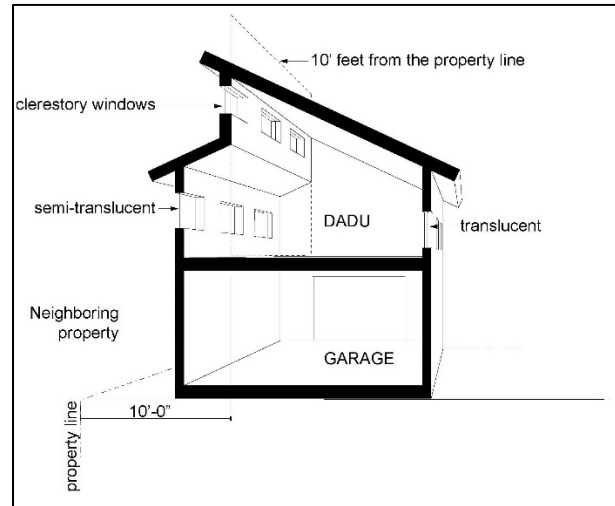 10' feet from the property line
clerestory windows
semi-translucent
DADU
translucent
Neighboring
property
GARAGE
10'-0"
property line